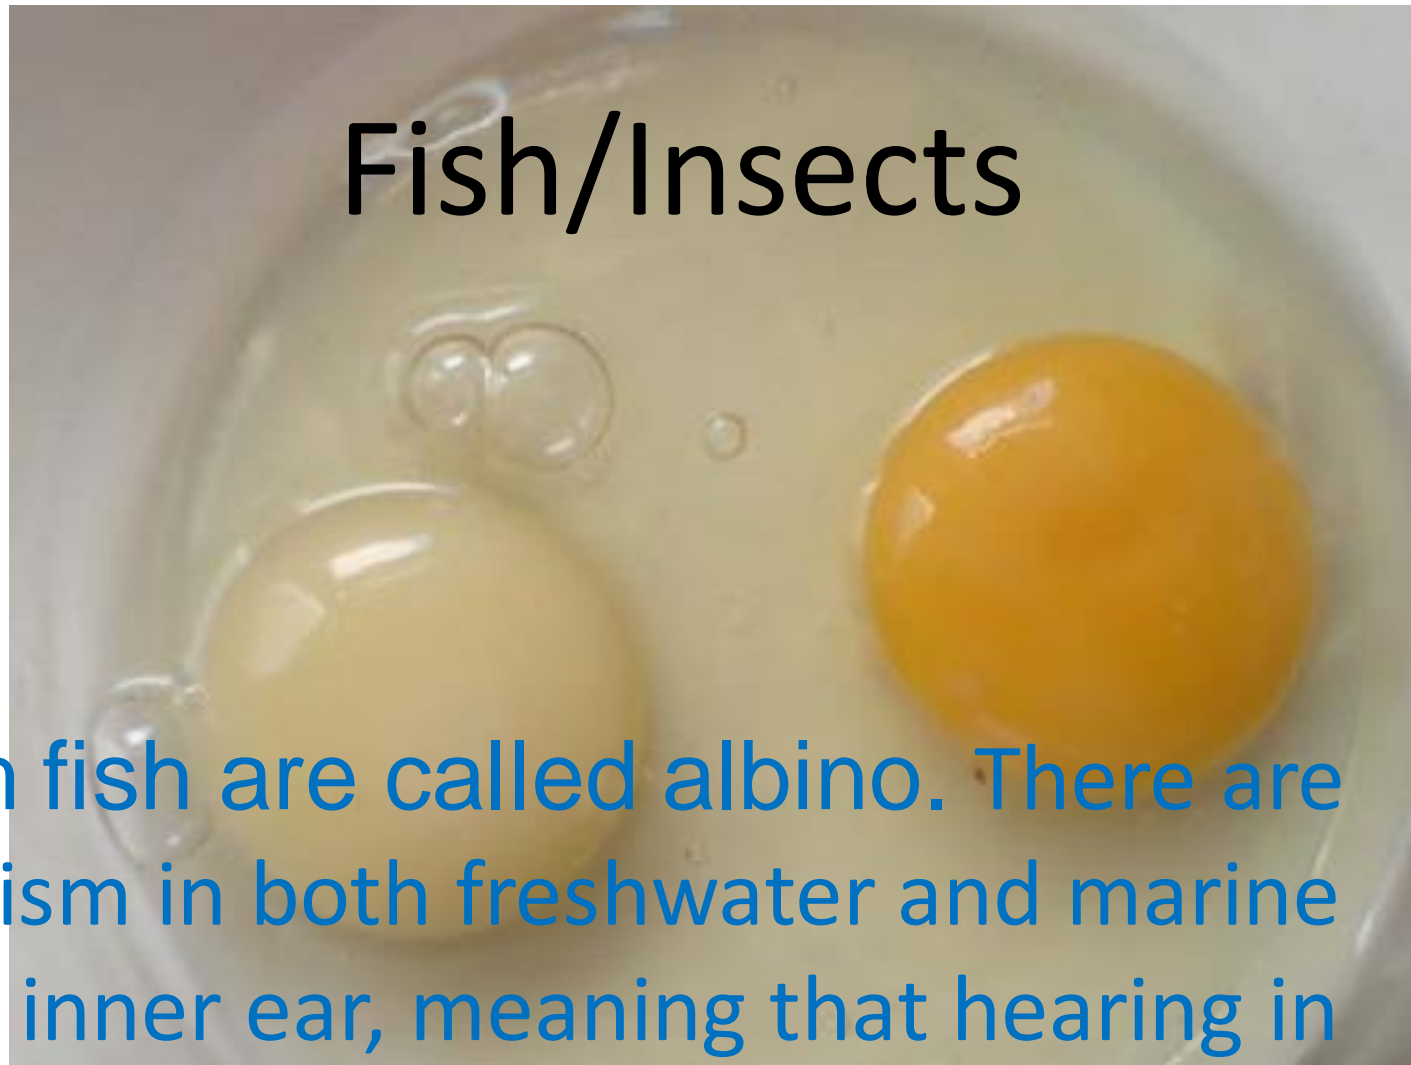 Fish/Insects
fish are called albino. There are
ism in both freshwater and marine
inner ear, meaning that hearing in